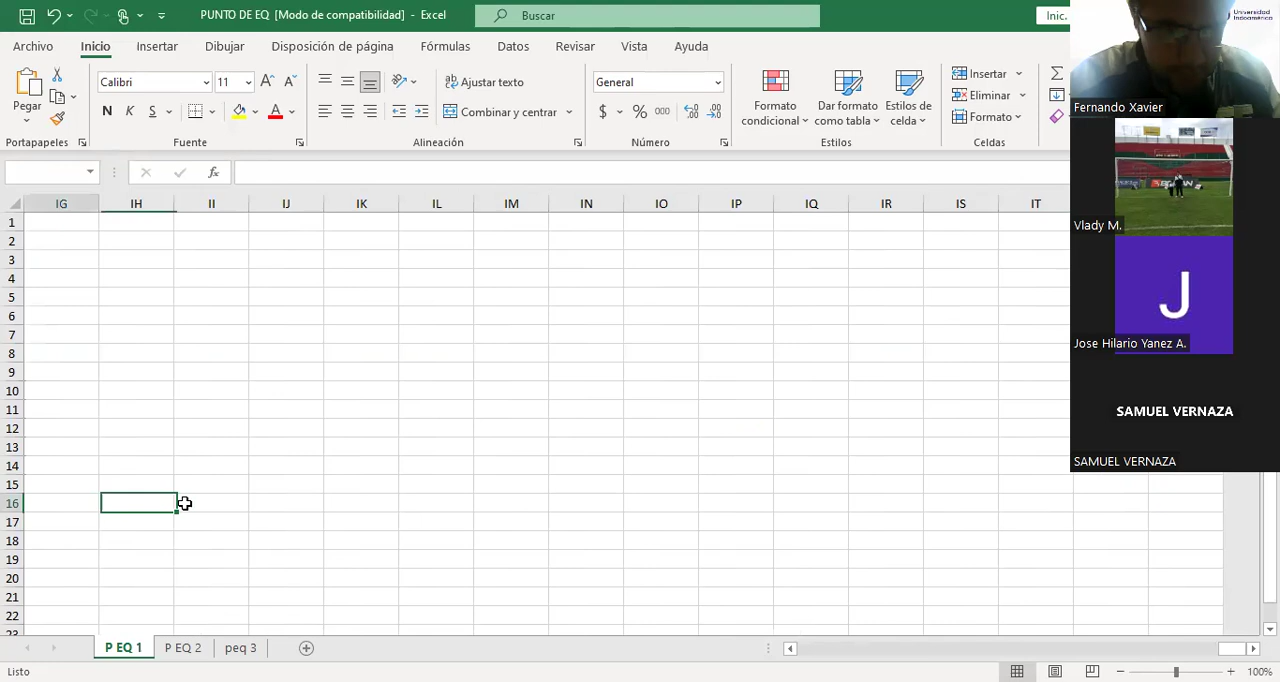 PUNTO DE EQ [Modo de compatibilidad] - Excel
Buscar
Inic.
Universidad
Indoamérica
Archivo Inicio Insertar Dibujar Disposición de página Fórmulas Datos Revisar Vista Ayuda
Pegar
Calibri 11
N K S
Ajustar texto
Combinar y centrar
General
$ % 000
Formato
condicional
Dar formato
como tabla
Estilos de
celda
Insertar
Eliminar
Formato
Portapapeles Fuente Alineación Número Estilos Celdas
fx
IG IH II IJ IK IL IM IN IO IP IQ IR IS IT
1
2
3
4
5
6
7
8
9
10
11
12
13
14
15
16
17
18
19
20
21
22
23
Fernando Xavier
Vlady M.
J
Jose Hilario Yanez A.
SAMUEL VERNAZA
SAMUEL VERNAZA
P EQ 1 P EQ 2 peq 3
Listo
100%